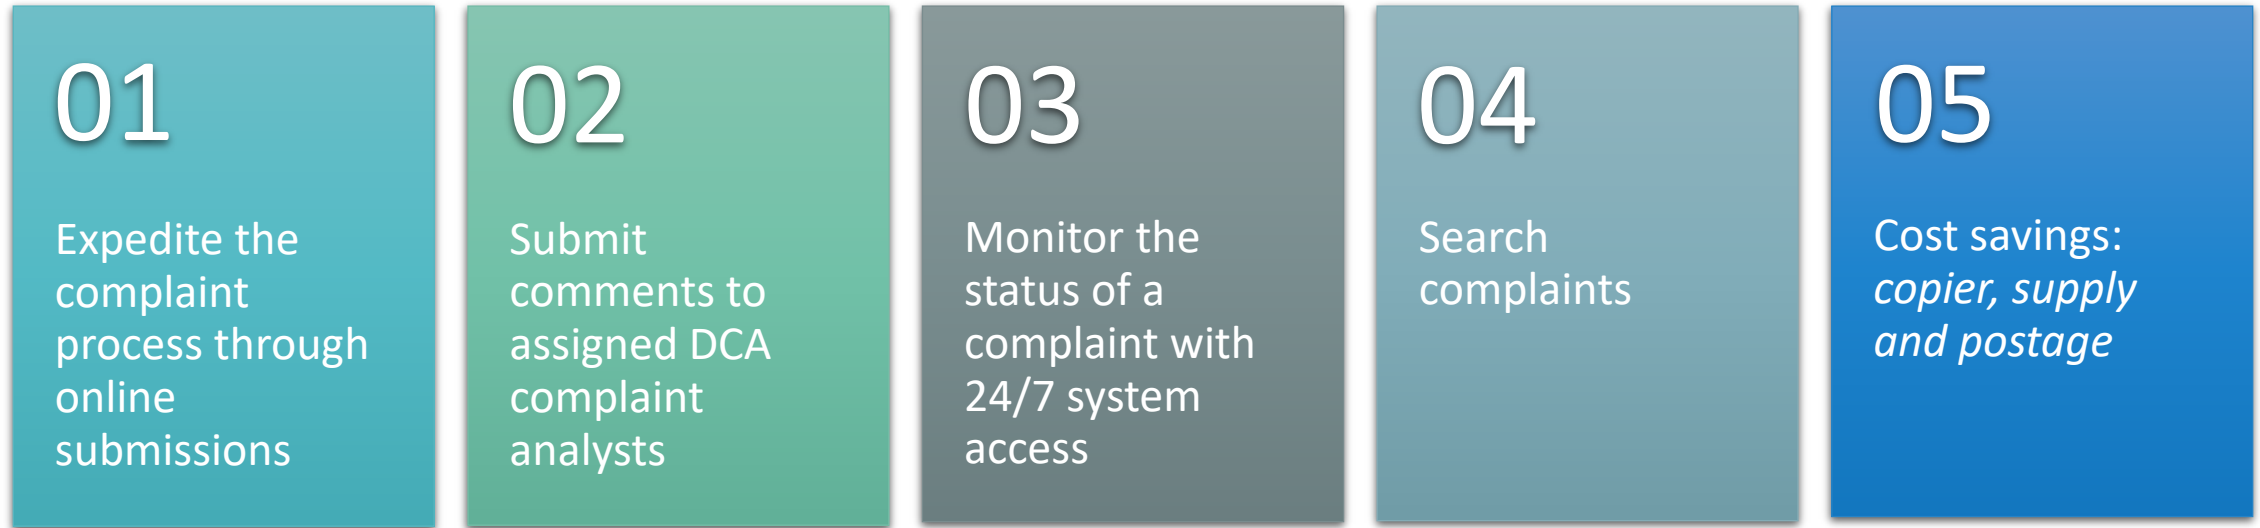 01
Expedite the
complaint
process through
online
submissions
02
Submit
comments to
assigned DCA
complaint
analysts
03
Monitor the
status of a
complaint with
24/7 system
access
04
Search
complaints
05
Cost savings:
copier, supply
and postage